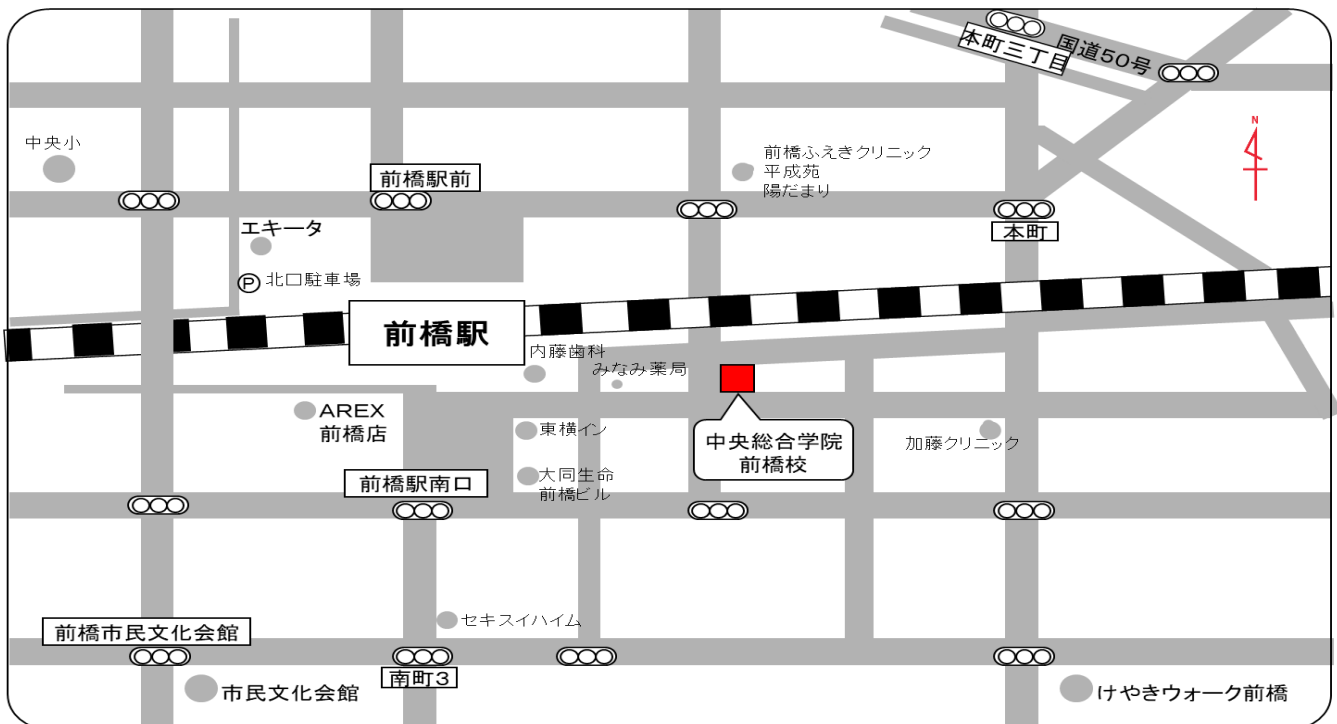 本町三丁目
国道50号
N
中央小
前橋駅前
前橋ふえきクリニック
平成苑
陽だまり
エキータ
本町
P
北口駐車場
前橋駅
内藤歯科
みなみ薬局
AREX
前橋店
東横イン
中央総合学院
前橋校
加藤クリニック
大同生命
前橋ビル
前橋駅南口
セキスイハイム
前橋市民文化会館
南町3
市民文化会館
けやきウォーク前橋